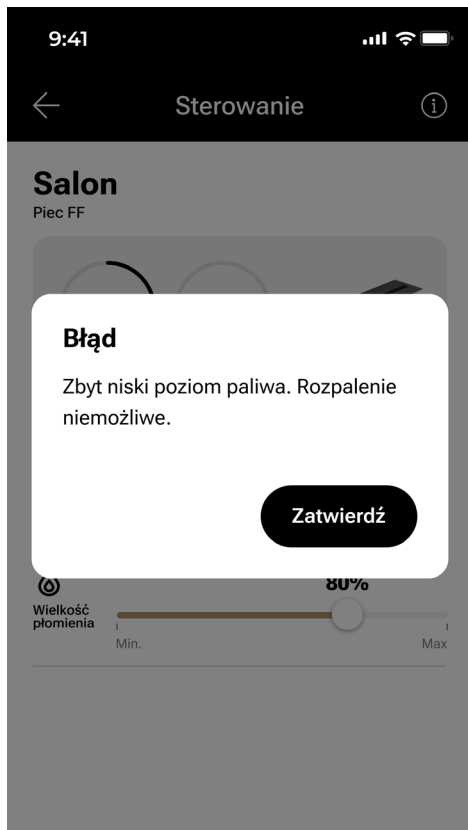 9:41
Sterowanie
Salon
Piec FF
Błąd
Zbyt niski poziom paliwa. Rozpalenie
niemożliwe.
Zatwierdź
80%
Wielkość
płomienia
Min.
Max